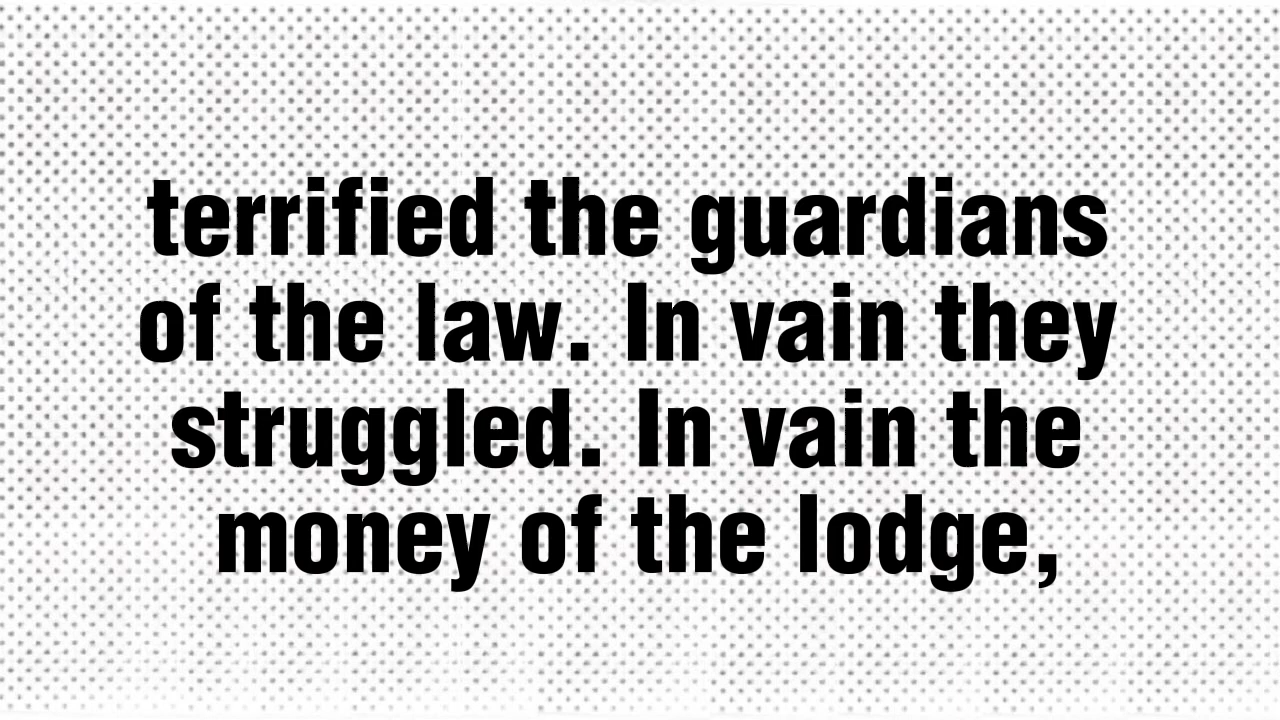 terrified the guardians
of the law. In vain they
struggled. In vain the
money of the lodge,